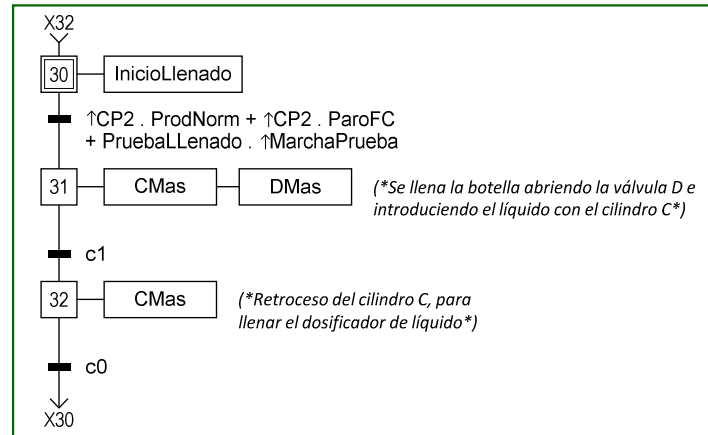 X32
30 InicioLlenado
↑CP2 . ProdNorm + ↑CP2 . ParoFC
+ PruebaLLenado . ↑MarchaPrueba
31 CMas DMas (*Se llena la botella abriendo la válvula D e
introduciendo el líquido con el cilindro C*)
c1
32 CMas (*Retroceso del cilindro C, para
llenar el dosificador de líquido*)
c0
X30